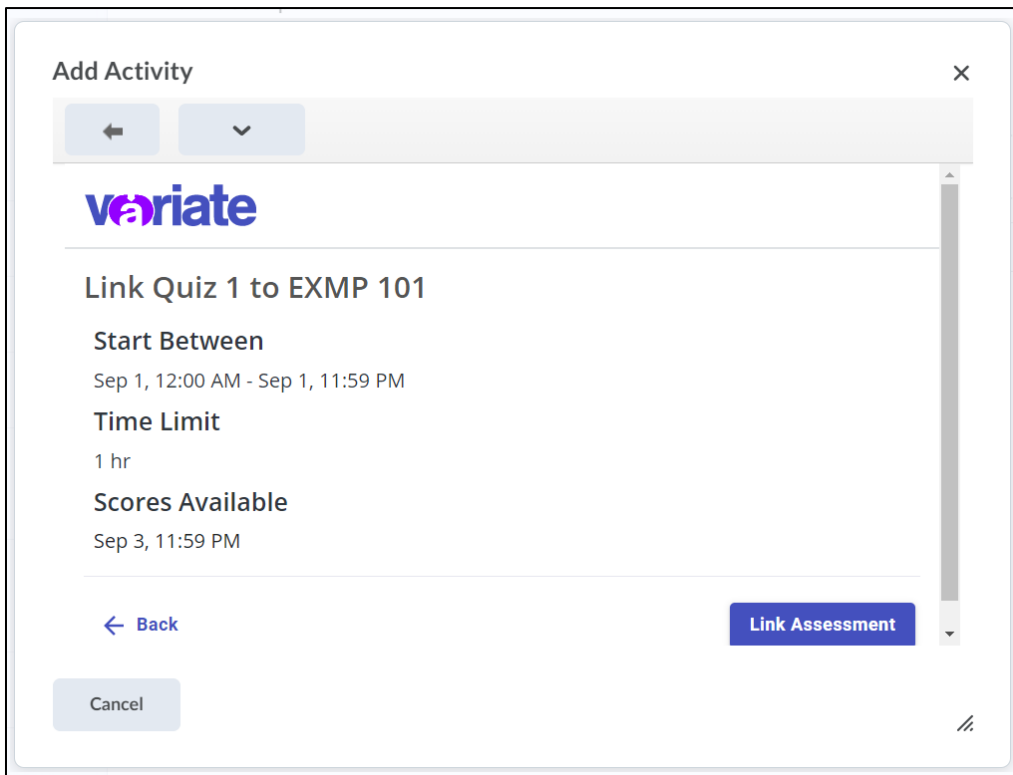 Add Activity
variate
Link Quiz 1 to EXMP 101
Start Between
Sep 1, 12:00 AM - Sep 1, 11:59 PM
Time Limit
1 hr
Scores Available
Sep 3, 11:59 PM
Back
Link Assessment
Cancel